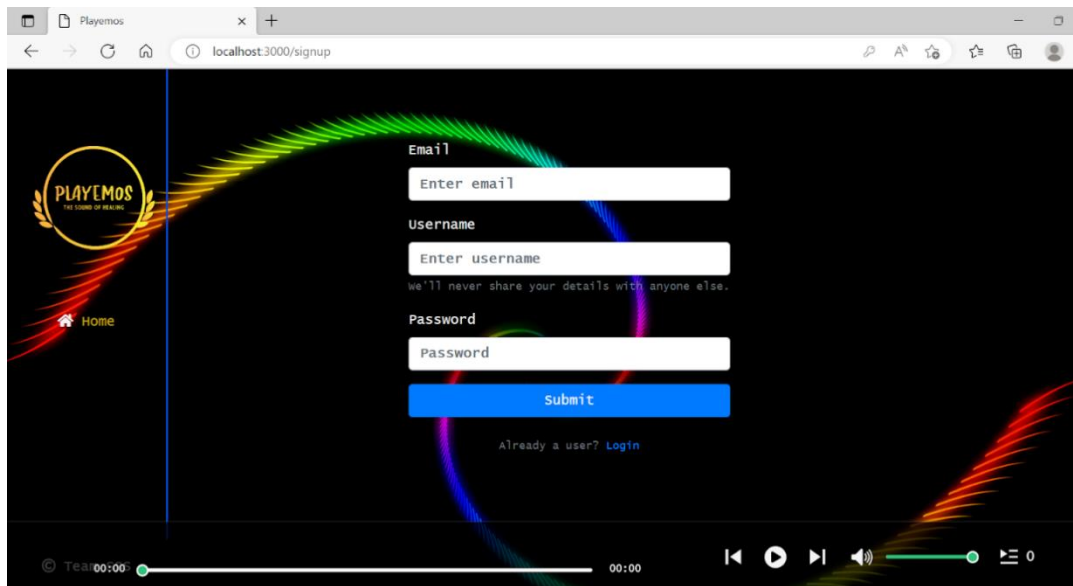 Playemos
localhost:3000/signup
PLAYEMOS
THE SOUND OF HEALING
Home
Email
Enter email
Username
Enter username
We'll never share your details with anyone else.
Password
Password
Submit
Already a user? Login
© Team
00:00
00:00
0